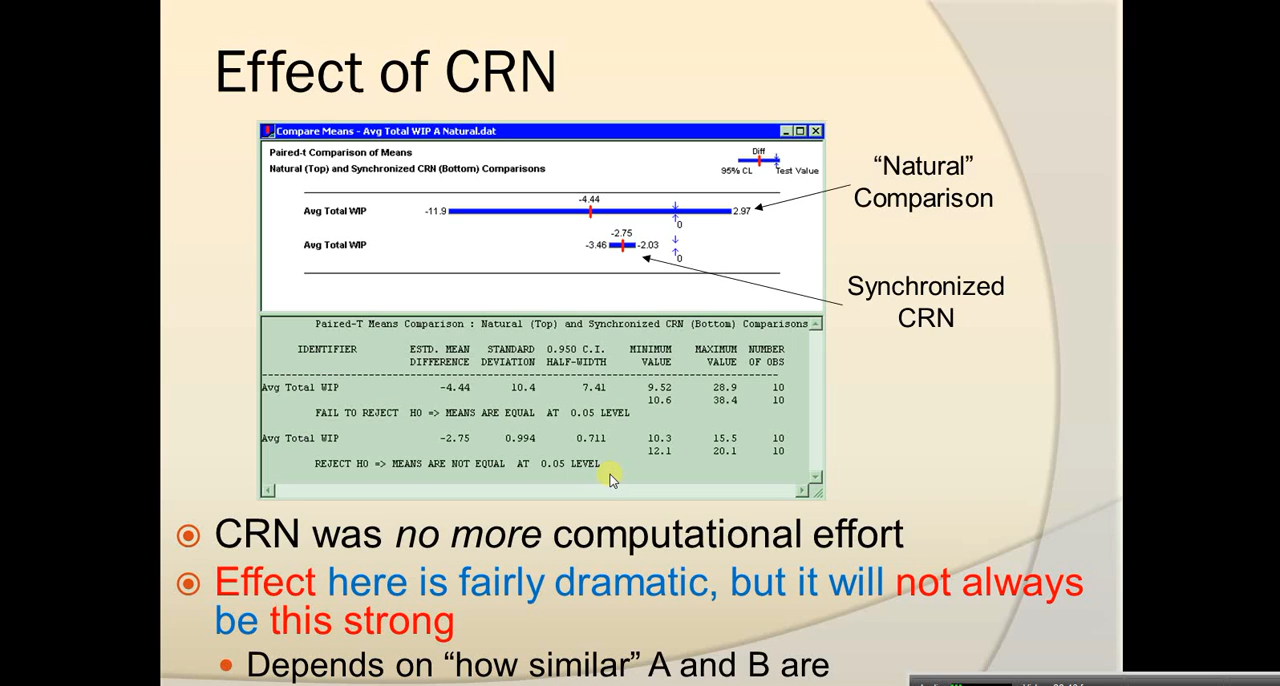 Effect of CRN
Compare Means - Avg Total WIP A Natural.dat
Paired-t Comparison of Means
Natural (Top) and Synchronized CRN (Bottom) Comparisons
Diff
95% CL Test Value
-4.44
Avg Total WIP -11.9 2.97
0
-2.75
Avg Total WIP -3.46 -2.03
0
"Natural"
Comparison
Synchronized
CRN
Paired-T Means Comparison : Natural (Top) and Synchronized CRN (Bottom) Comparisons
IDENTIFIER ESTD. MEAN STANDARD 0.950 C.I. MINIMUM MAXIMUM NUMBER
DIFFERENCE DEVIATION HALF-WIDTH VALUE VALUE OF OBS
Avg Total WIP -4.44 10.4 7.41 9.52 28.9 10
10.6 38.4 10
FAIL TO REJECT H0 => MEANS ARE EQUAL AT 0.05 LEVEL
Avg Total WIP -2.75 0.994 0.711 10.3 15.5 10
12.1 20.1 10
REJECT H0 => MEANS ARE NOT EQUAL AT 0.05 LEVEL
CRN was no more computational effort
Effect here is fairly dramatic, but it will not always
be this strong
Depends on "how similar" A and B are